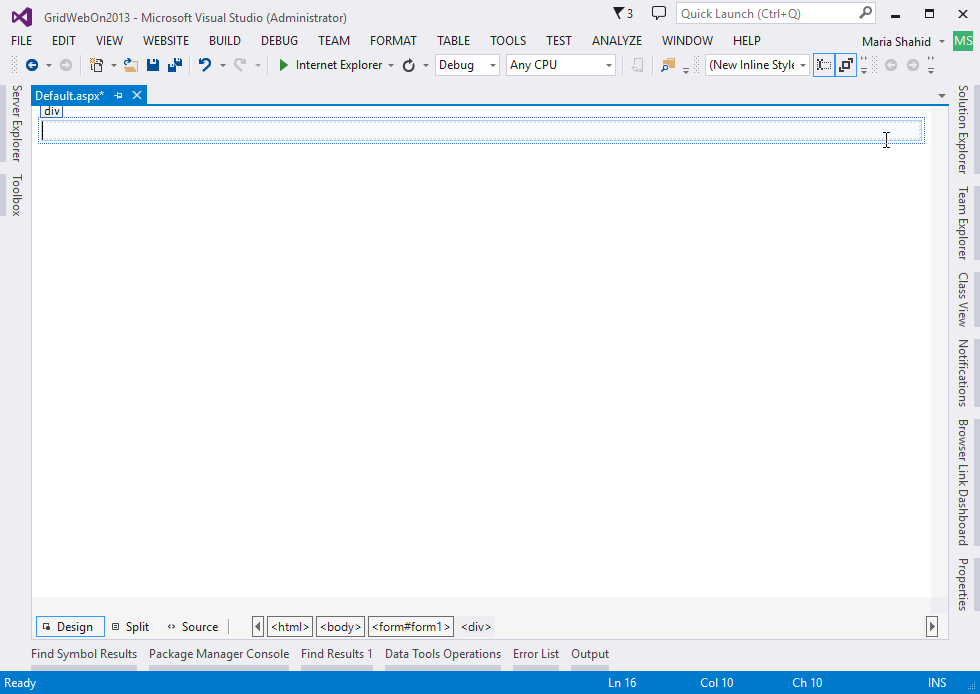 GridWebOn2013 - Microsoft Visual Studio (Administrator)
3
Quick Launch (Ctrl+Q)
FILE EDIT VIEW WEBSITE BUILD DEBUG TEAM FORMAT TABLE TOOLS TEST ANALYZE WINDOW HELP
Maria Shahid
MS
Internet Explorer
Debug
Any CPU
(New Inline Style
Server Explorer
Toolbox
Default.aspx*
div
Solution Explorer
Team Explorer
Class View
Notifications
Browser Link Dashboard
Properties
Design Split Source <html> <body> <form#form1> <div>
Find Symbol Results Package Manager Console Find Results 1 Data Tools Operations Error List Output
Ready Ln 16 Col 10 Ch 10 INS